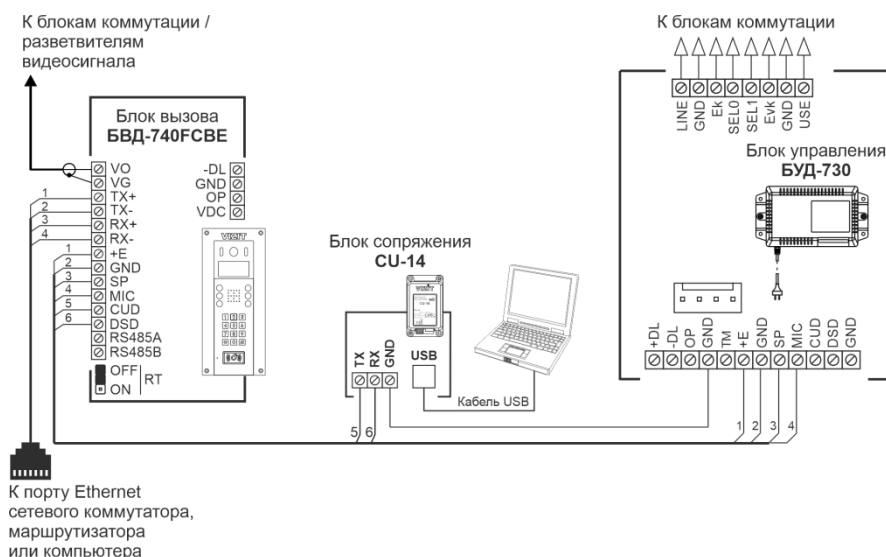 К блокам коммутации /
разветвителям
видеосигнала
Блок вызова
БВД-740FCBE
VO
VG
TX+
TX-
RX+
RX-
+E
GND
SP
MIC
CUD
DSD
RS485A
RS485B
OFF
ON
RT
-DL
GND
OP
VDC
1
2
3
4
1
2
3
4
5
6
VIZIT
К порту Ethernet
сетевого коммутатора,
маршрутизатора
или компьютера
Блок сопряжения
CU-14
TX
RX
GND
USB
Кабель USB
5
6
К блокам коммутации
LINE
GND
Ek
SEL0
SEL1
Evk
GND
USE
Блок управления
БУД-730
+DL
-DL
OP
GND
TM
+E
GND
SP
MIC
CUD
DSD
GND
1
2
3
4